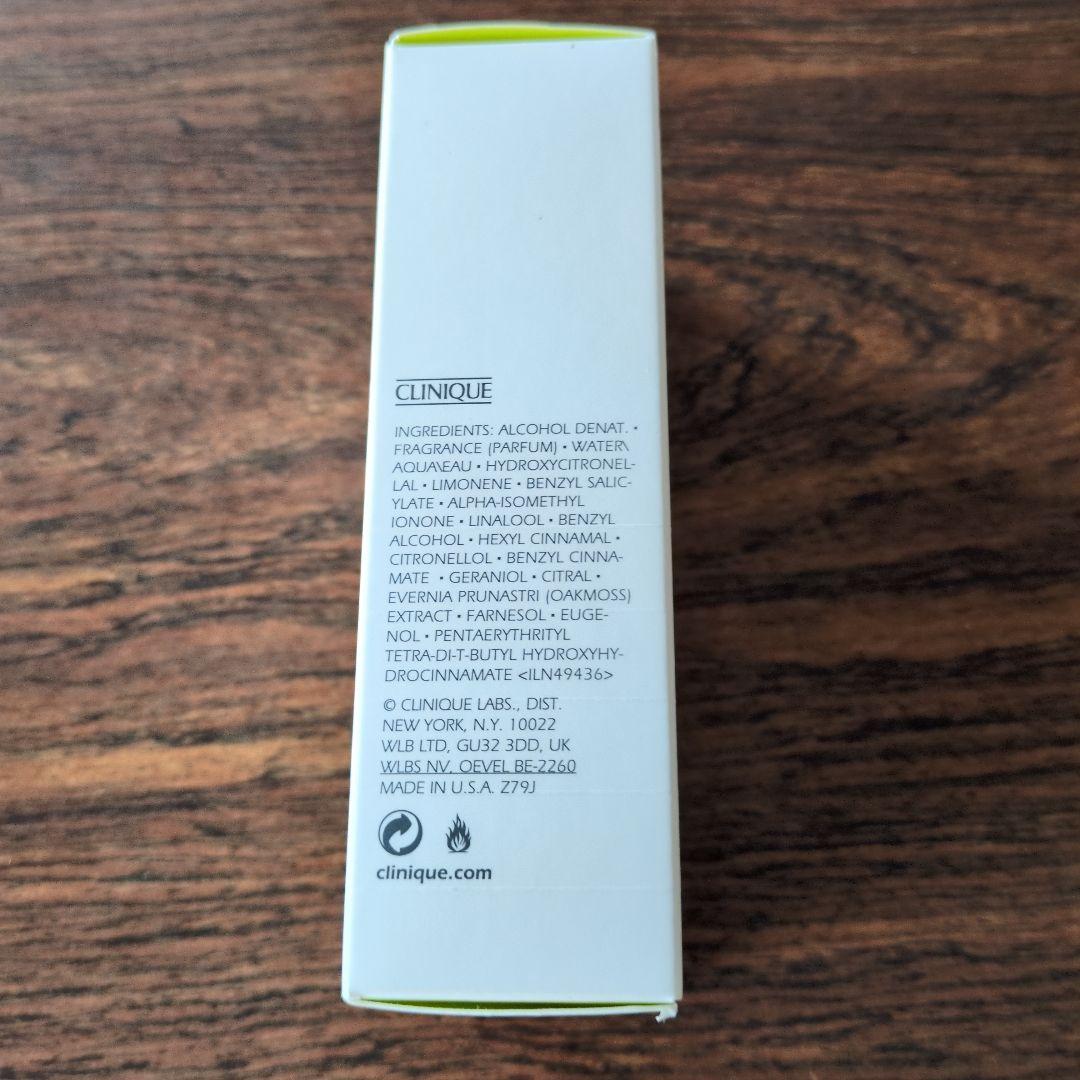 CLINIQUE
INGREDIENTS: ALCOHOL DENAT. •
FRAGRANCE (PARFUM) • WATER\
AQUA\EAU • HYDROXYCITRONEL-
LAL • LIMONENE • BENZYL SALIC-
YLATE • ALPHA-ISOMETHYL
IONONE • LINALOOL • BENZYL
ALCOHOL • HEXYL CINNAMAL •
CITRONELLOL • BENZYL CINNA-
MATE • GERANIOL • CITRAL •
EVERNIA PRUNASTRI (OAKMOSS)
EXTRACT • FARNESOL • EUGE-
NOL • PENTAERYTHRITYL
TETRA-DI-T-BUTYL HYDROXYHY-
DROCINNAMATE <ILN49436>
© CLINIQUE LABS., DIST.
NEW YORK, N.Y. 10022
WLB LTD, GU32 3DD, UK
WLBS NV, OEVEL BE-2260
MADE IN U.S.A. Z79J
clinique.com